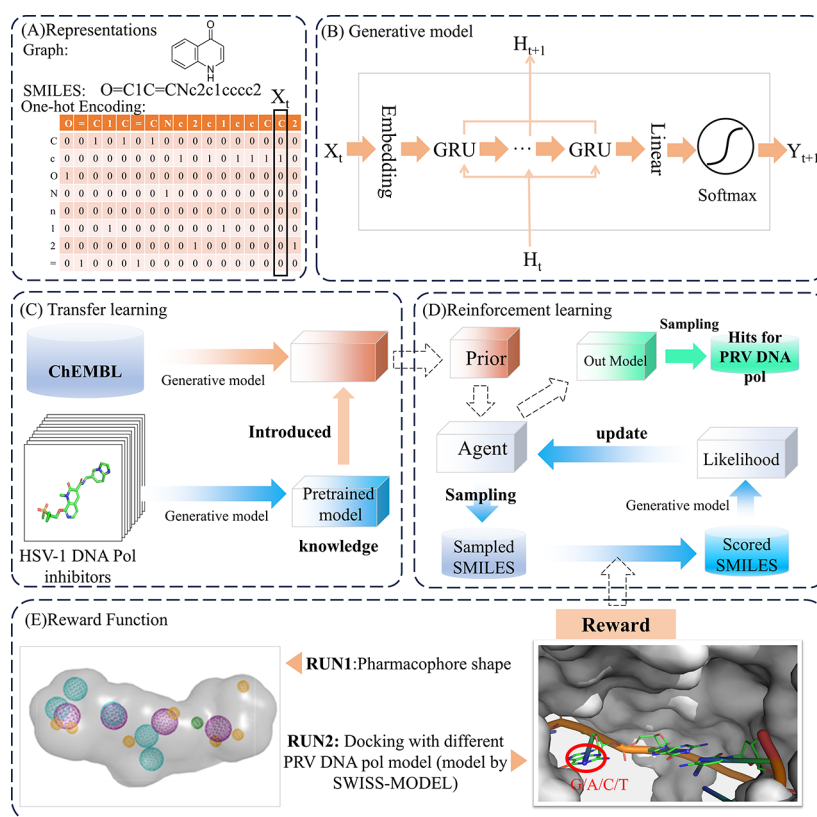 (A)Representations
Graph:
O
N
H
SMILES: O=C1C=CNc2c1cccc2
One-hot Encoding:
Xt
O = C 1 C = C N c 2 c 1 c c C C 2
C 0 0 1 0 1 0 1 0 0 0 0 0 0 0 0 0 0
c 0 0 0 0 0 0 0 0 1 0 1 0 1 1 1 1 0
O 1 0 0 0 0 0 0 0 0 0 0 0 0 0 0 0 0
N 0 0 0 0 0 0 0 1 0 0 0 0 0 0 0 0 0
n 0 0 0 0 0 0 0 0 0 0 0 0 0 0 0 0 0
1 0 0 0 1 0 0 0 0 0 0 0 1 0 0 0 0 0
2 0 0 0 0 0 0 0 0 0 1 0 0 0 0 0 0 1
= 0 1 0 0 0 1 0 0 0 0 0 0 0 0 0 0 0
(B) Generative model
Ht+1
Xt
Embedding
GRU
...
GRU
Linear
Softmax
Yt+1
Ht
(C) Transfer learning
ChEMBL
Generative model
Introduced
Generative model
Pretrained
model
knowledge
HSV-1 DNA Pol
inhibitors
(D)Reinforcement learning
Prior
Out Model
Sampling
Hits for
PRV DNA
pol
Agent
update
Likelihood
Sampling
Generative model
Sampled
SMILES
Scored
SMILES
(E)Reward Function
Reward
RUN1:Pharmacophore shape
RUN2: Docking with different
PRV DNA pol model (model by
SWISS-MODEL)
G/A/C/T